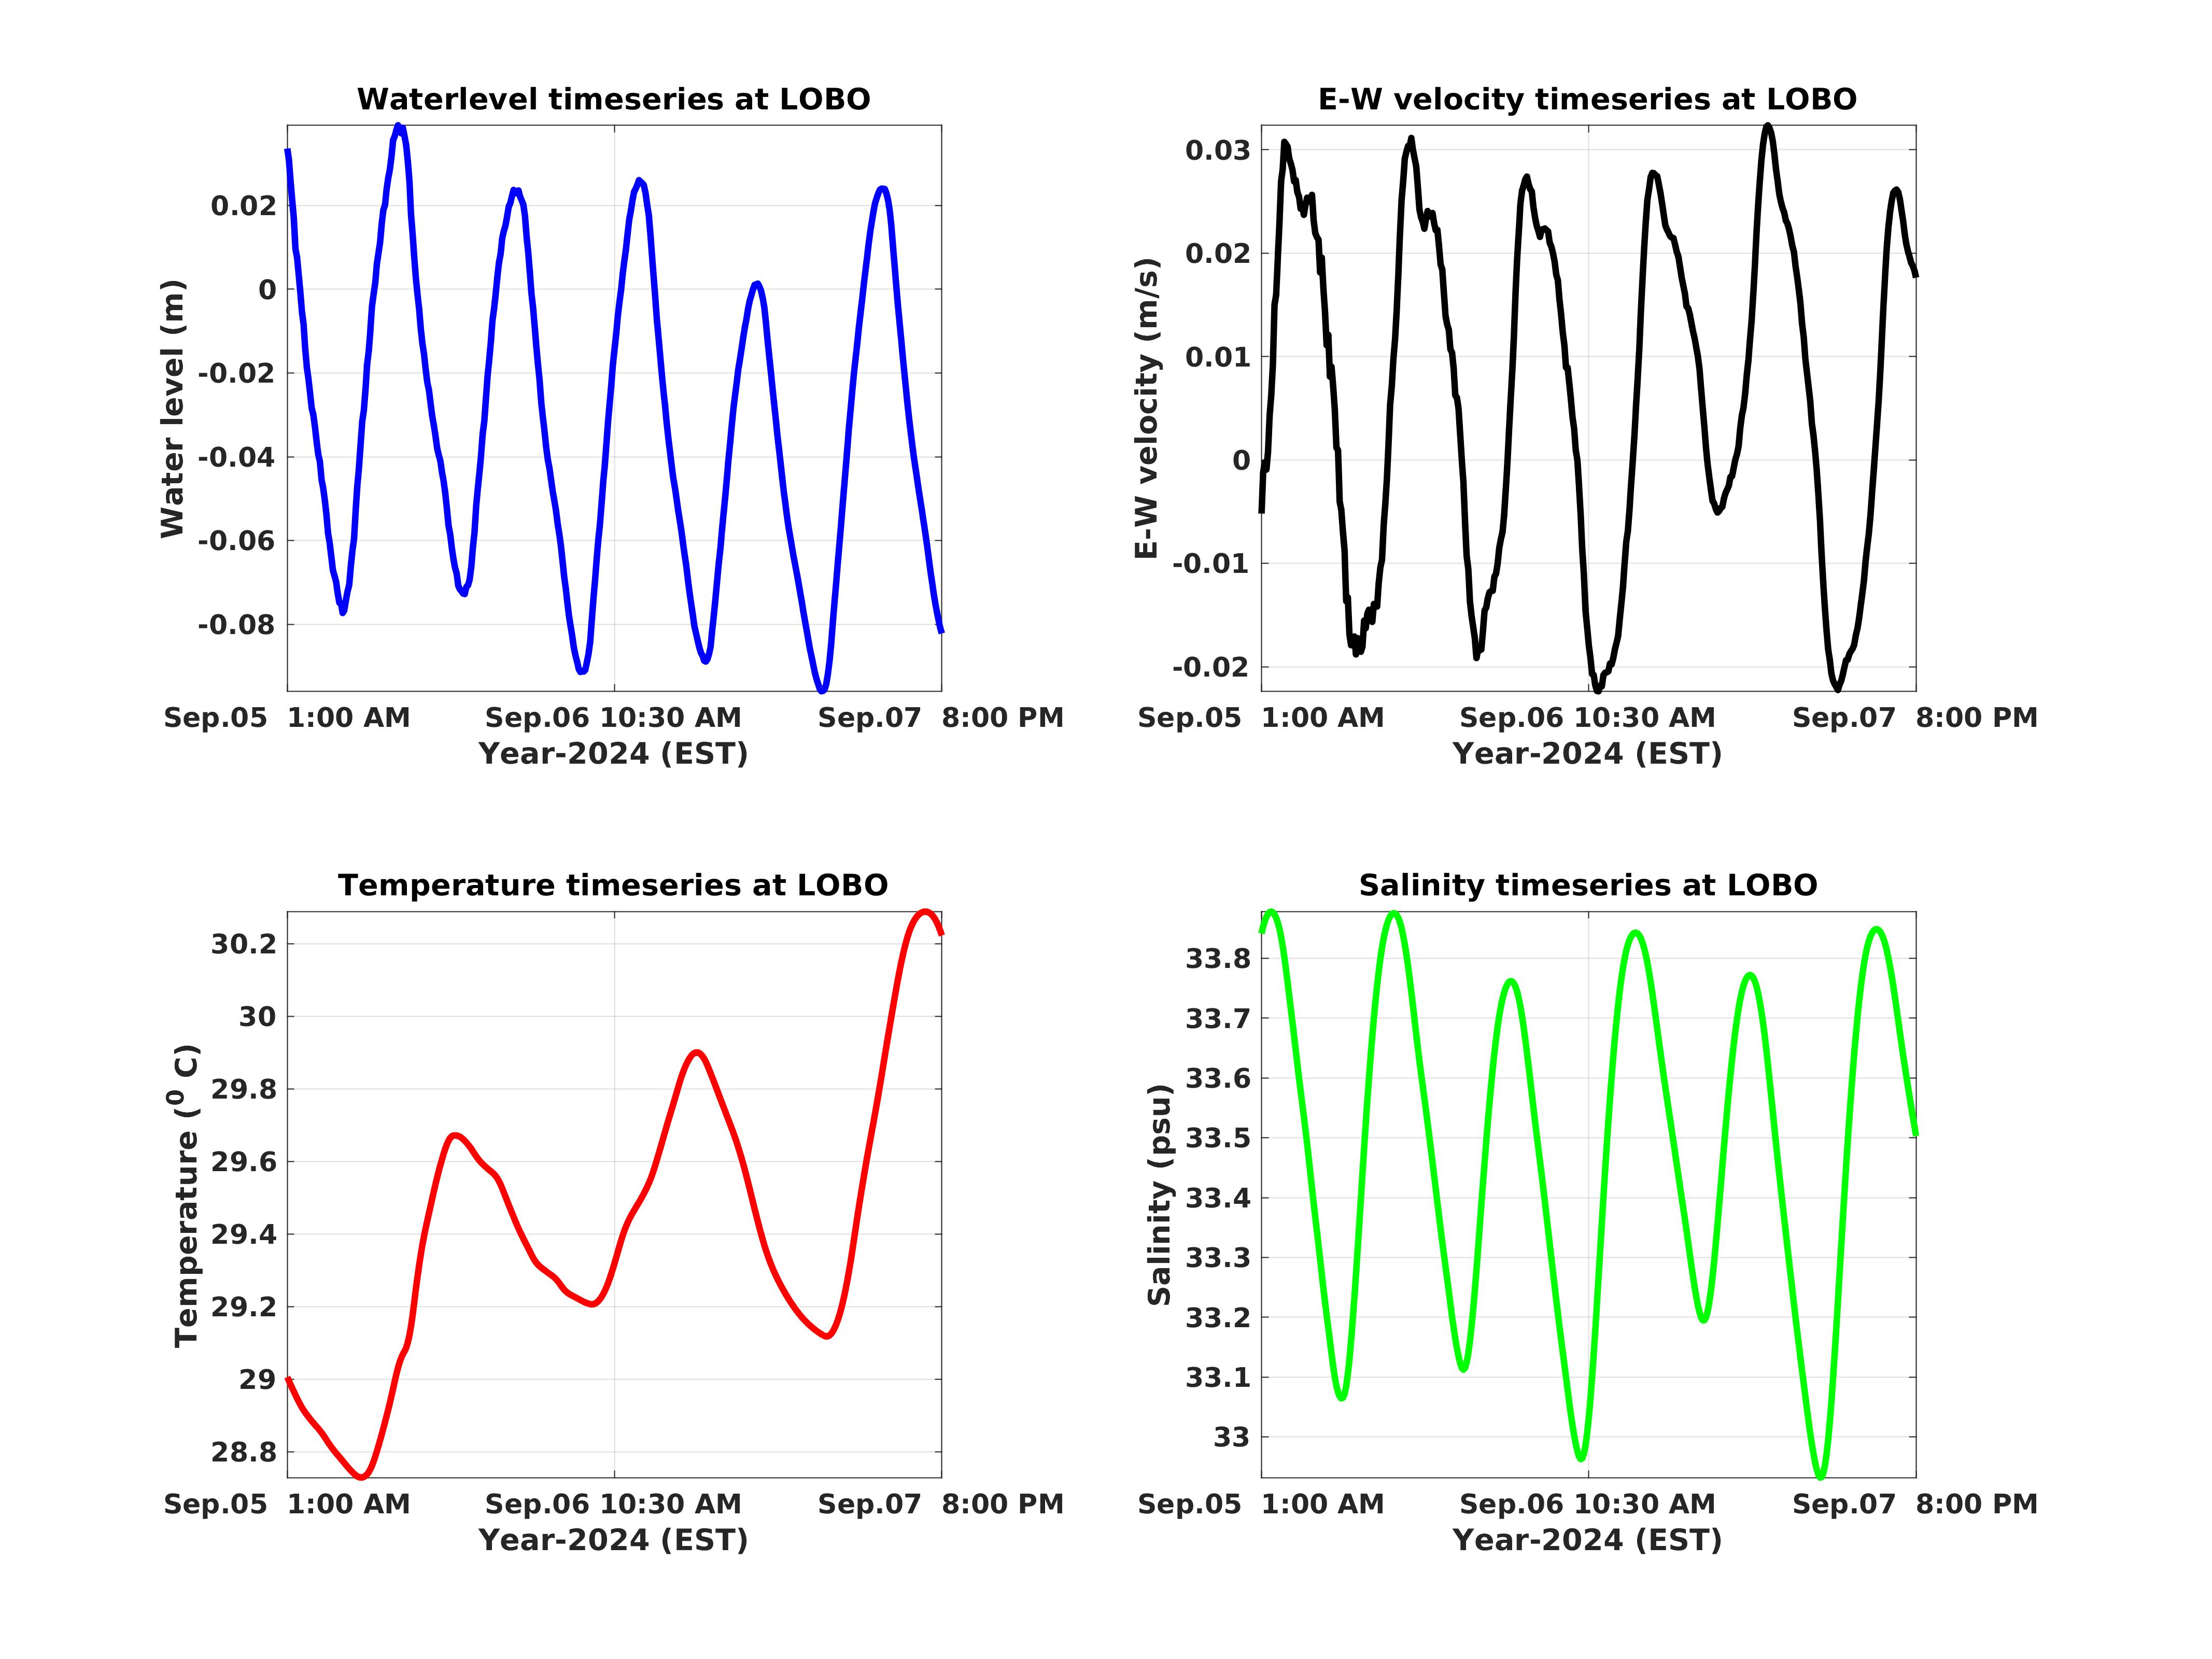 Waterlevel timeseries at LOBO
0.02
0
-0.02
-0.04
-0.06
-0.08
Water level (m)
Sep.05 1:00 AM Sep.06 10:30 AM Sep.07 8:00 PM
Year-2024 (EST)
E-W velocity timeseries at LOBO
0.03
0.02
0.01
0
-0.01
-0.02
E-W velocity (m/s)
Sep.05 1:00 AM Sep.06 10:30 AM Sep.07 8:00 PM
Year-2024 (EST)
Temperature timeseries at LOBO
30.2
30
29.8
29.6
29.4
29.2
29
28.8
Temperature (⁰ C)
Sep.05 1:00 AM Sep.06 10:30 AM Sep.07 8:00 PM
Year-2024 (EST)
Salinity timeseries at LOBO
33.8
33.7
33.6
33.5
33.4
33.3
33.2
33.1
33
Salinity (psu)
Sep.05 1:00 AM Sep.06 10:30 AM Sep.07 8:00 PM
Year-2024 (EST)